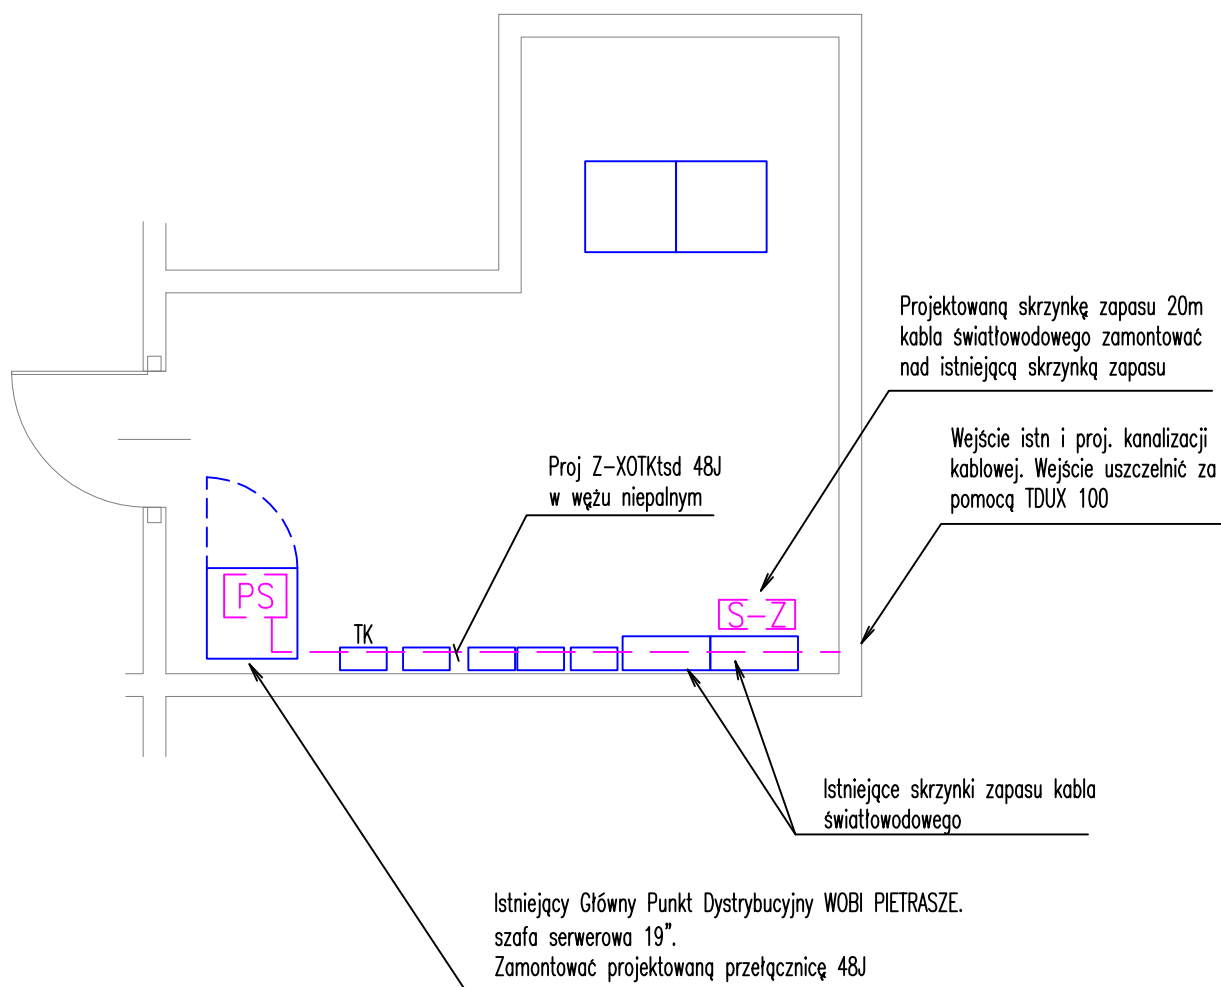 Projektowaną skrzynkę zapasu 20m
kabla światłowodowego zamontować
nad istniejącą skrzynką zapasu
Wejście istn i proj. kanalizacji
kablowej. Wejście uszczelnić za
pomocą TDUX 100
Proj Z-XOTKtsd 48J
w wężu niepalnym
PS
S-Z
TK
Istniejące skrzynki zapasu kabla
światłowodowego
Istniejący Główny Punkt Dystrybucyjny WOBI PIETRASZE.
szafa serwerowa 19".
Zamontować projektowaną przełącznicę 48J